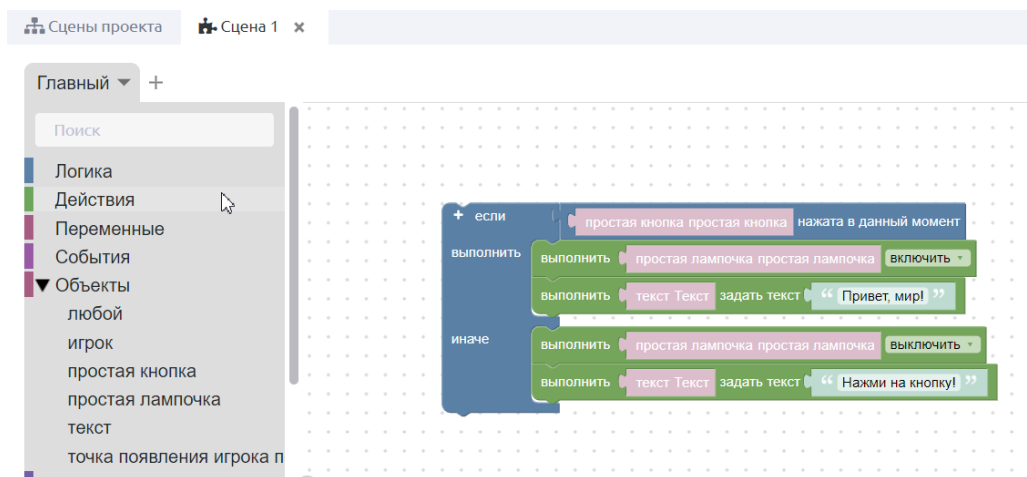 Сцены проекта Сцена 1 ×
Главный +
Поиск
Логика
Действия
Переменные
События
Объекты
любой
игрок
простая кнопка
простая лампочка
текст
точка появления игрока п
+ если простая кнопка простая кнопка нажата в данный момент
выполнить выполнить простая лампочка простая лампочка включить
выполнить текст Текст задать текст “ Привет, мир! ”
иначе выполнить простая лампочка простая лампочка выключить
выполнить текст Текст задать текст “ Нажми на кнопку! ”